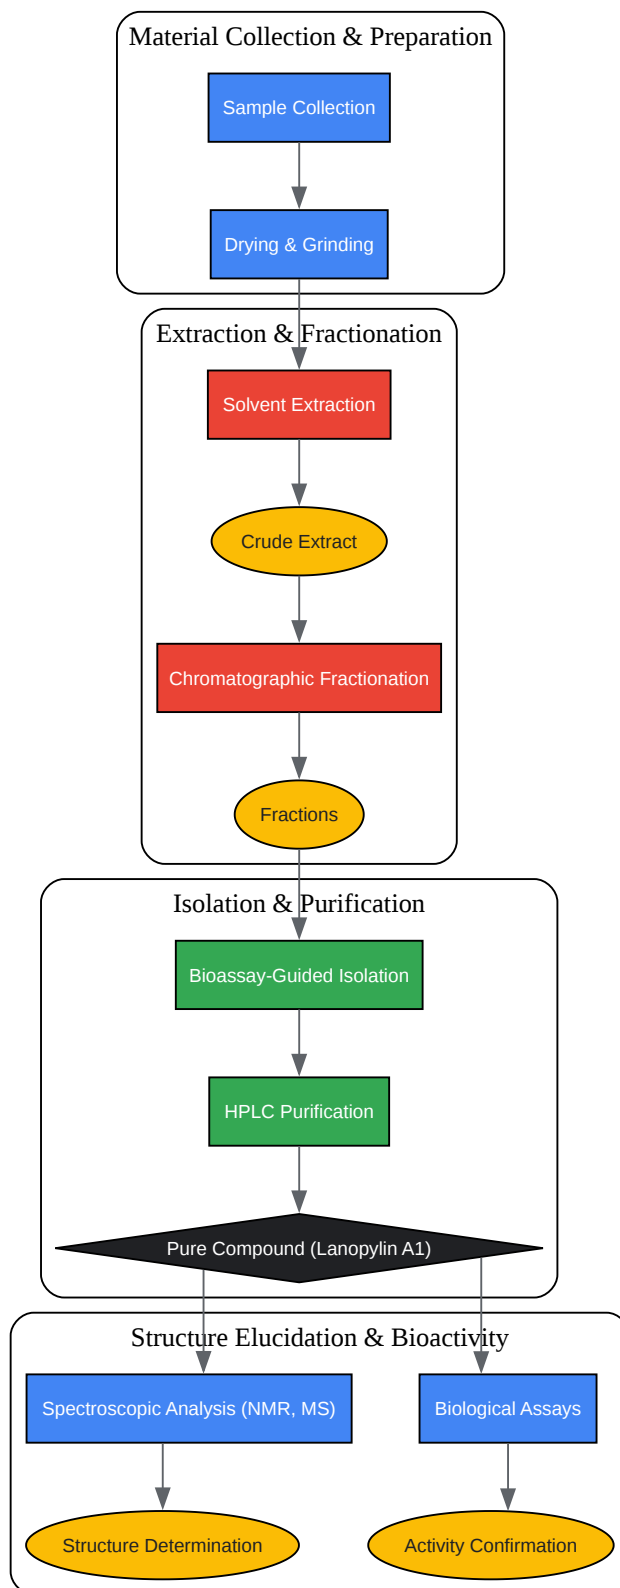 Material Collection & Preparation
Sample Collection
Drying & Grinding
Extraction & Fractionation
Solvent Extraction
Crude Extract
Chromatographic Fractionation
Fractions
Isolation & Purification
Bioassay-Guided Isolation
HPLC Purification
Pure Compound (Lanopylin A1)
Structure Elucidation & Bioactivity
Spectroscopic Analysis (NMR, MS)
Biological Assays
Structure Determination
Activity Confirmation